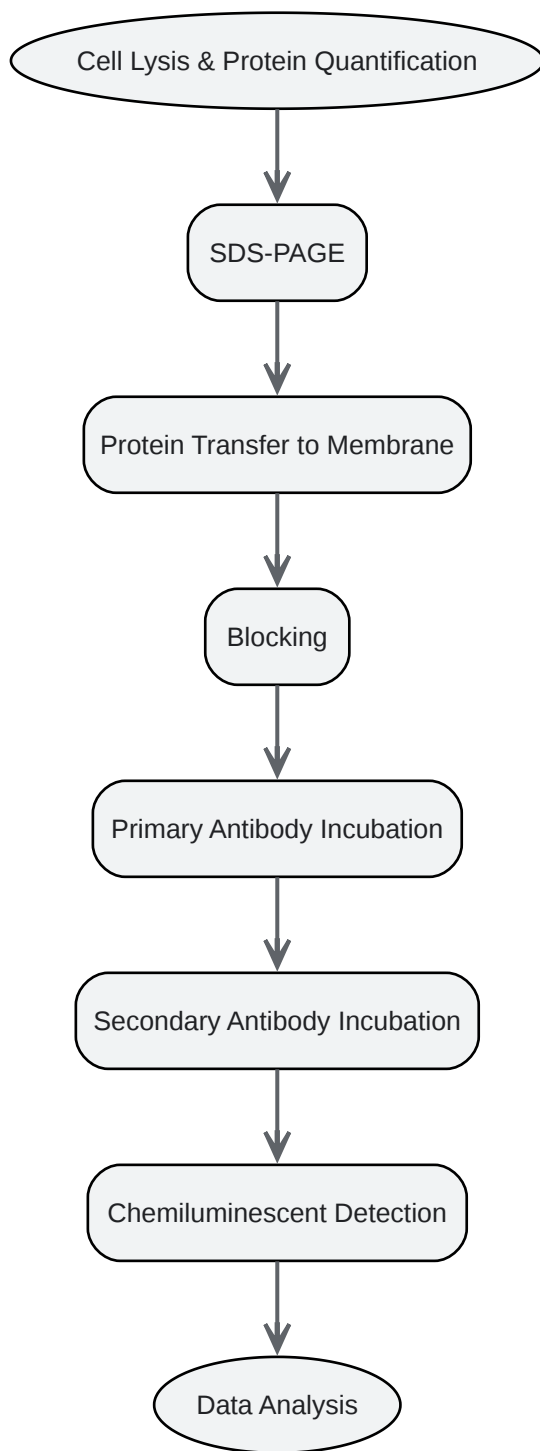 Cell Lysis & Protein Quantification
SDS-PAGE
Protein Transfer to Membrane
Blocking
Primary Antibody Incubation
Secondary Antibody Incubation
Chemiluminescent Detection
Data Analysis